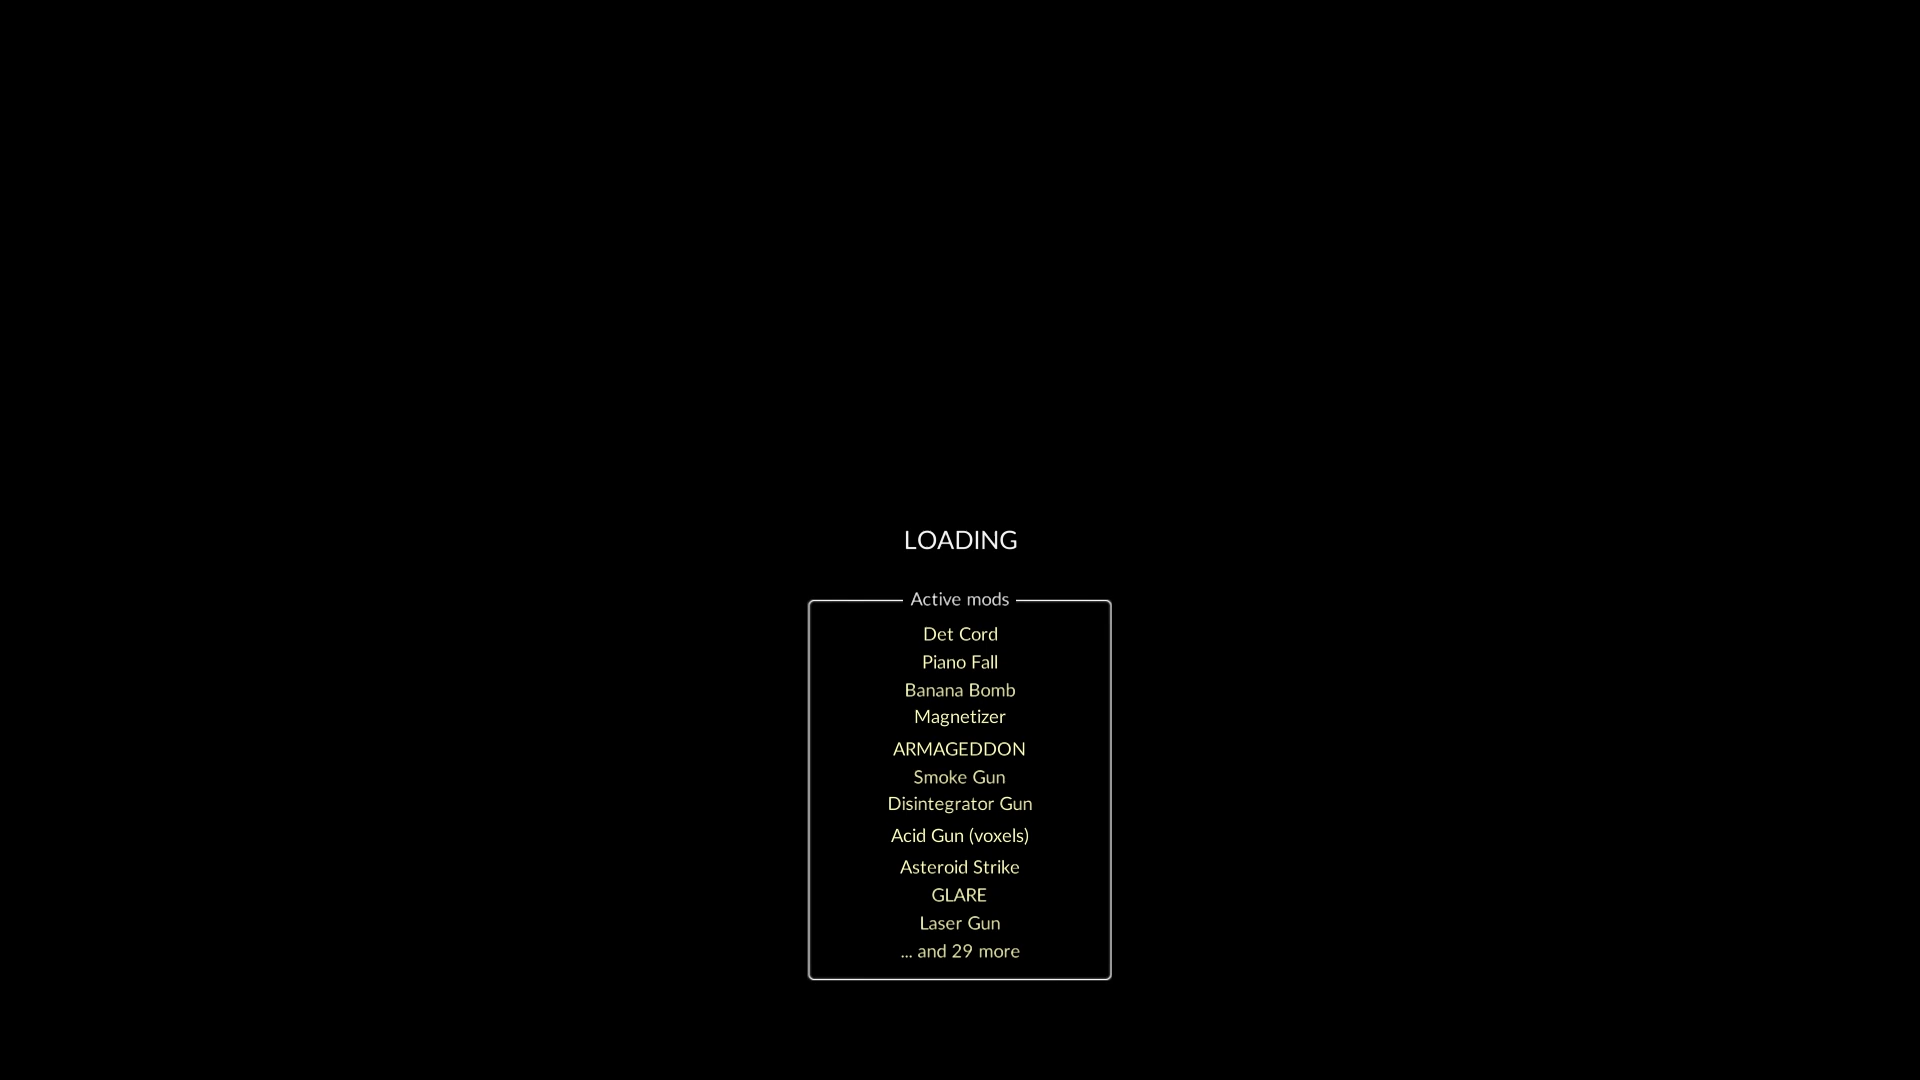 LOADING
Active mods
Det Cord
Piano Fall
Banana Bomb
Magnetizer
ARMAGEDDON
Smoke Gun
Disintegrator Gun
Acid Gun (voxels)
Asteroid Strike
GLARE
Laser Gun
... and 29 more